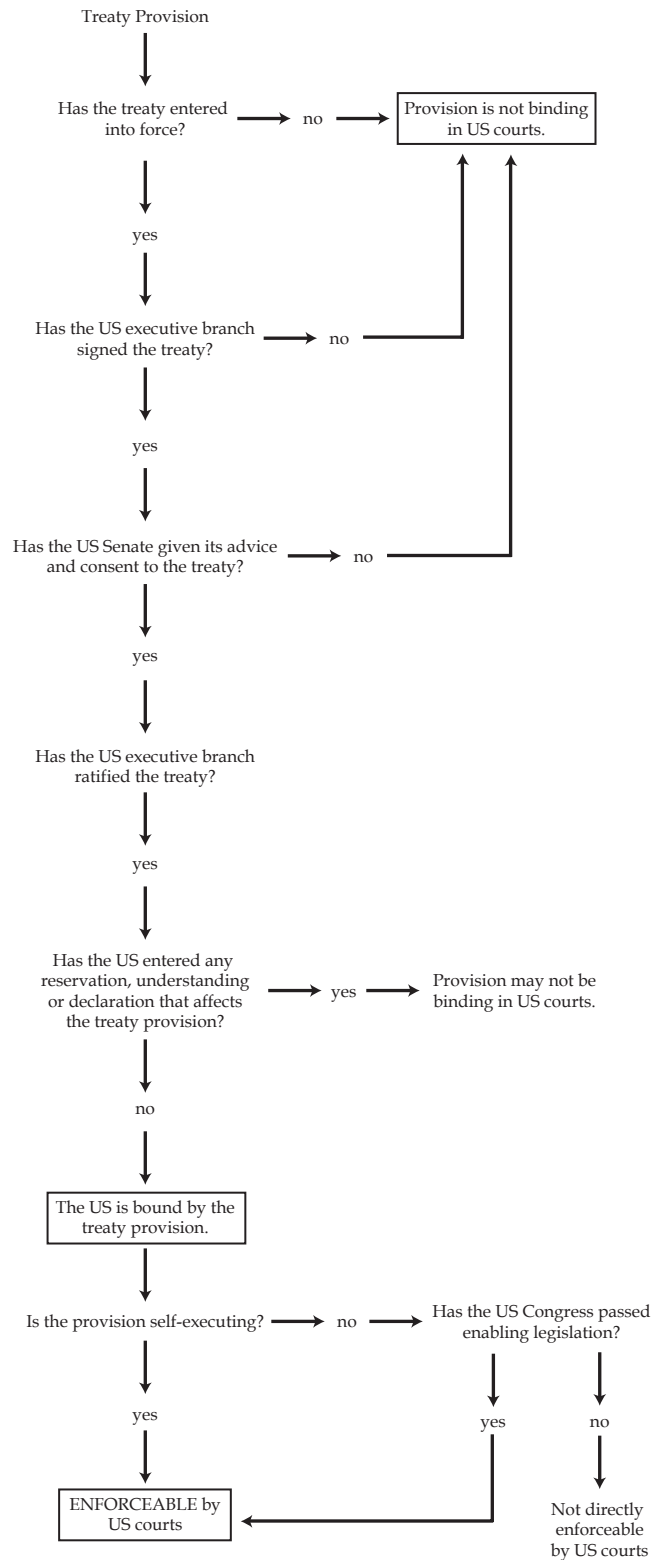 Treaty Provision
Has the treaty entered
into force?
no
Provision is not binding
in US courts.
yes
Has the US executive branch
signed the treaty?
no
yes
Has the US Senate given its advice
and consent to the treaty?
no
yes
Has the US executive branch
ratified the treaty?
yes
Has the US entered any
reservation, understanding
or declaration that affects
the treaty provision?
yes
Provision may not be
binding in US courts.
no
The US is bound by the
treaty provision.
Is the provision self-executing?
no
Has the US Congress passed
enabling legislation?
yes
yes
no
ENFORCEABLE by
US courts
Not directly
enforceable
by US courts